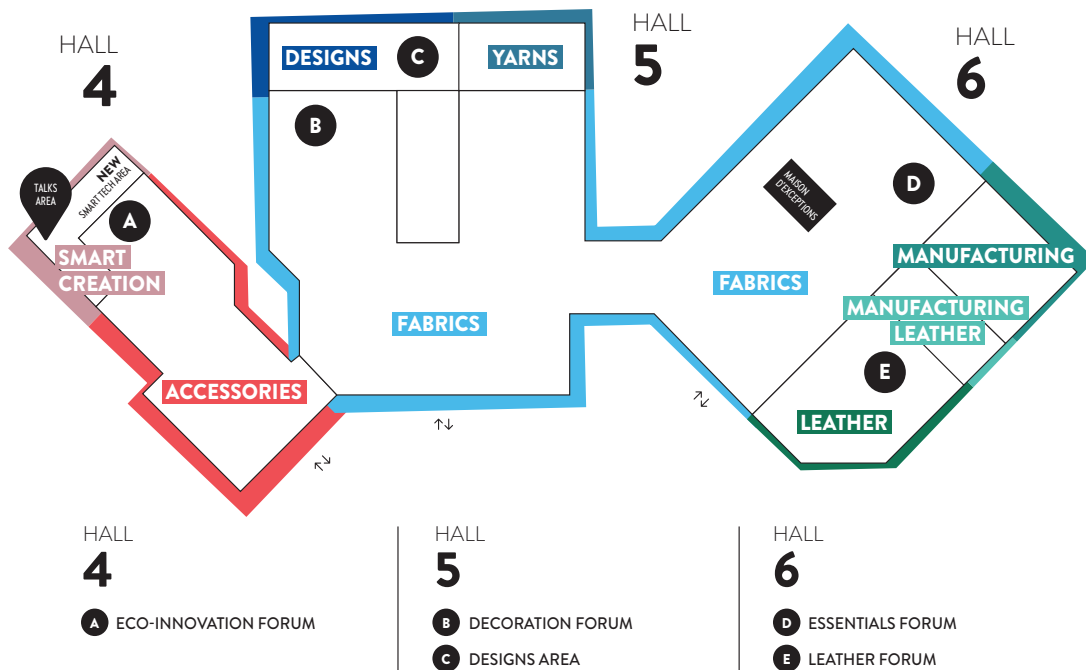 HALL
4
HALL
5
HALL
6
DESIGNS
C
YARNS
B
TALKS
AREA
NEW
SMART TECH AREA
A
SMART
CREATION
ACCESSORIES
FABRICS
MAISON
D'EXCEPTIONS
D
FABRICS
MANUFACTURING
MANUFACTURING
LEATHER
E
LEATHER
HALL
4
A ECO-INNOVATION FORUM
HALL
5
B DECORATION FORUM
C DESIGNS AREA
HALL
6
D ESSENTIALS FORUM
E LEATHER FORUM